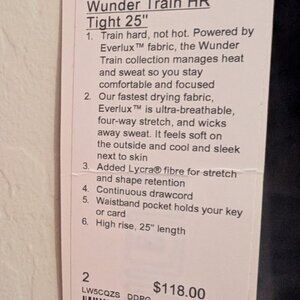 Wunder Train HR
Tight 25"
1. Train hard, not hot. Powered by
Everlux™ fabric, the Wunder
Train collection manages heat
and sweat so you stay
comfortable and focused
2. Our fastest drying fabric,
Everlux™ is ultra-breathable,
four-way stretch, and wicks
away sweat. It feels soft on
the outside and cool and sleek
next to skin
3. Added Lycra® fibre for stretch
and shape retention
4. Continuous drawcord
5. Waistband pocket holds your key
or card
6. High rise, 25" length
2
$118.00
LW5CQZS